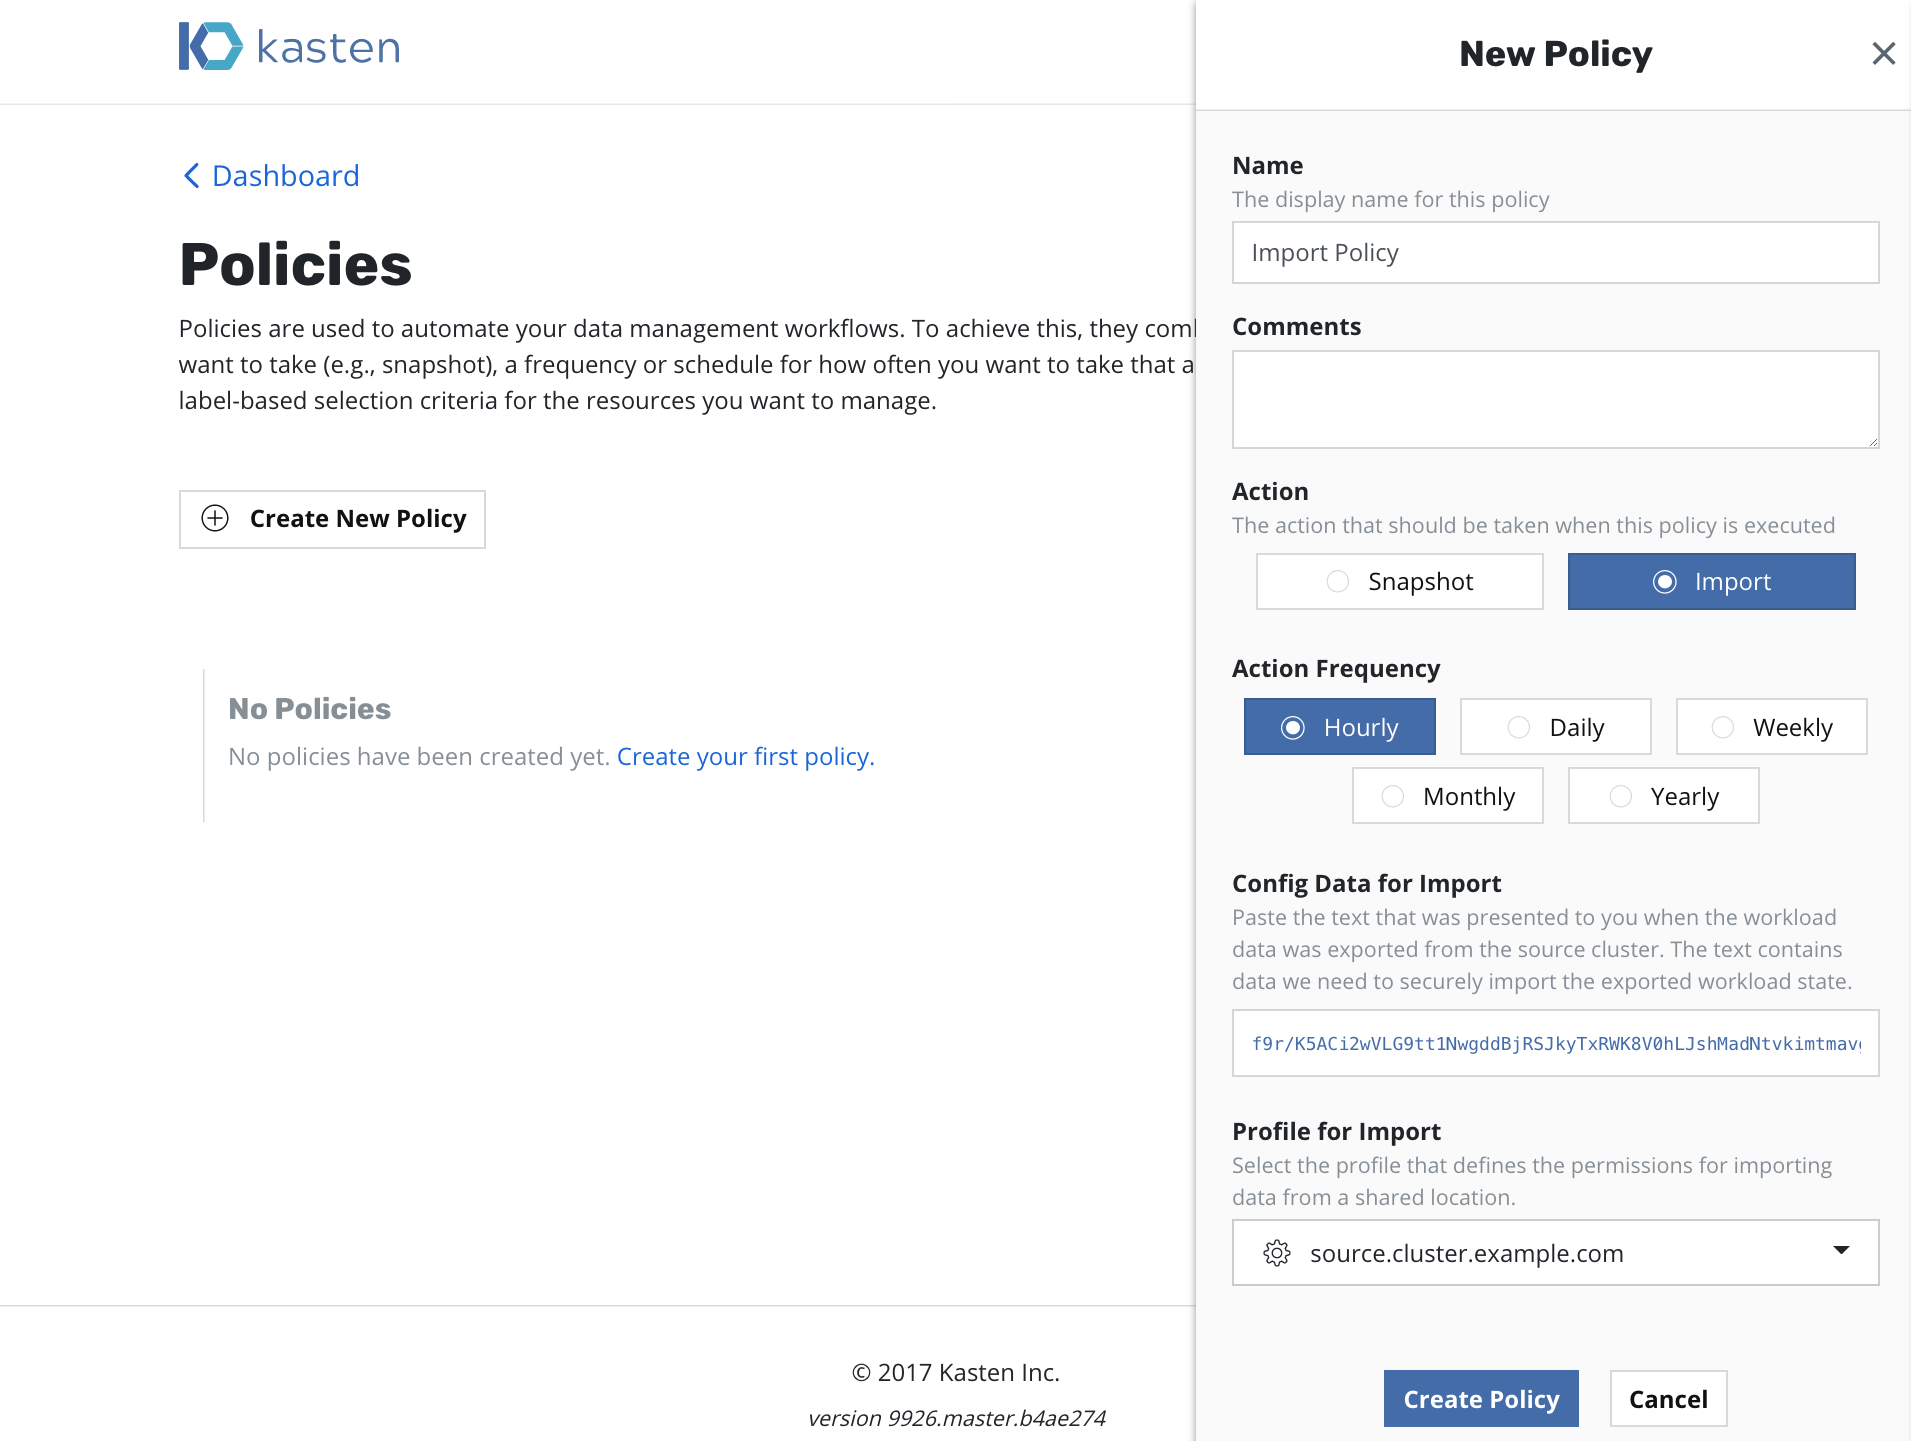 kasten
Dashboard
Policies
Policies are used to automate your data management workflows. To achieve this, they
want to take (e.g., snapshot), a frequency or schedule for how often you want to take that
label-based selection criteria for the resources you want to manage.
Create New Policy
No Policies
No policies have been created yet. Create your first policy.
© 2017 Kasten Inc.
version 9926.master.b4ae274
New Policy
Name
The display name for this policy
Import Policy
Comments
Action
The action that should be taken when this policy is executed
Snapshot
Import
Action Frequency
Hourly
Daily
Weekly
Monthly
Yearly
Config Data for Import
Paste the text that was presented to you when the workload
data was exported from the source cluster. The text contains
data we need to securely import the exported workload state.
f9r/K5ACi2wVLG9tt1NwgddBjRSJkyTxRWK8V0hLJshMadNtvkimtmav
Profile for Import
Select the profile that defines the permissions for importing
data from a shared location.
source.cluster.example.com
Create Policy
Cancel